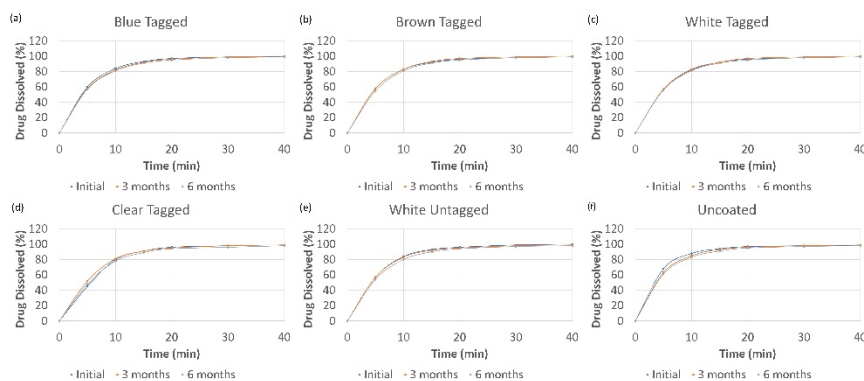 (a) Blue Tagged
Drug Dissolved (%)
120
100
80
60
40
20
0
0 10 20 30 40
Time (min)
Initial 3 months 6 months
(b) Brown Tagged
Drug Dissolved (%)
120
100
80
60
40
20
0
0 10 20 30 40
Time (min)
Initial 3 months 6 months
(c) White Tagged
Drug Dissolved (%)
120
100
80
60
40
20
0
0 10 20 30 40
Time (min)
Initial 3 months 6 months
(d) Clear Tagged
Drug Dissolved (%)
120
100
80
60
40
20
0
0 10 20 30 40
Time (min)
Initial 3 months 6 months
(e) White Untagged
Drug Dissolved (%)
120
100
80
60
40
20
0
0 10 20 30 40
Time (min)
Initial 3 months 6 months
(f) Uncoated
Drug Dissolved (%)
120
100
80
60
40
20
0
0 10 20 30 40
Time (min)
Initial 3 months 6 months